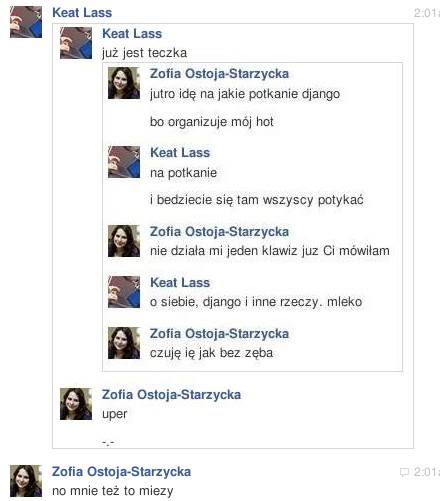 Keat Lass
2:01
Keat Lass
już jest teczka
Zofia Ostoja-Starzycka
jutro idę na jakie potkanie django
bo organizuje mój hot
Keat Lass
na potkanie
i bedziecie się tam wszyscy potykać
Zofia Ostoja-Starzycka
nie działa mi jeden klawiz juz Ci mówiłam
Keat Lass
o siebie, django i inne rzeczy. mleko
Zofia Ostoja-Starzycka
czuję ię jak bez zęba
Zofia Ostoja-Starzycka
uper
-.-
Zofia Ostoja-Starzycka
2:01
no mnie też to miezy